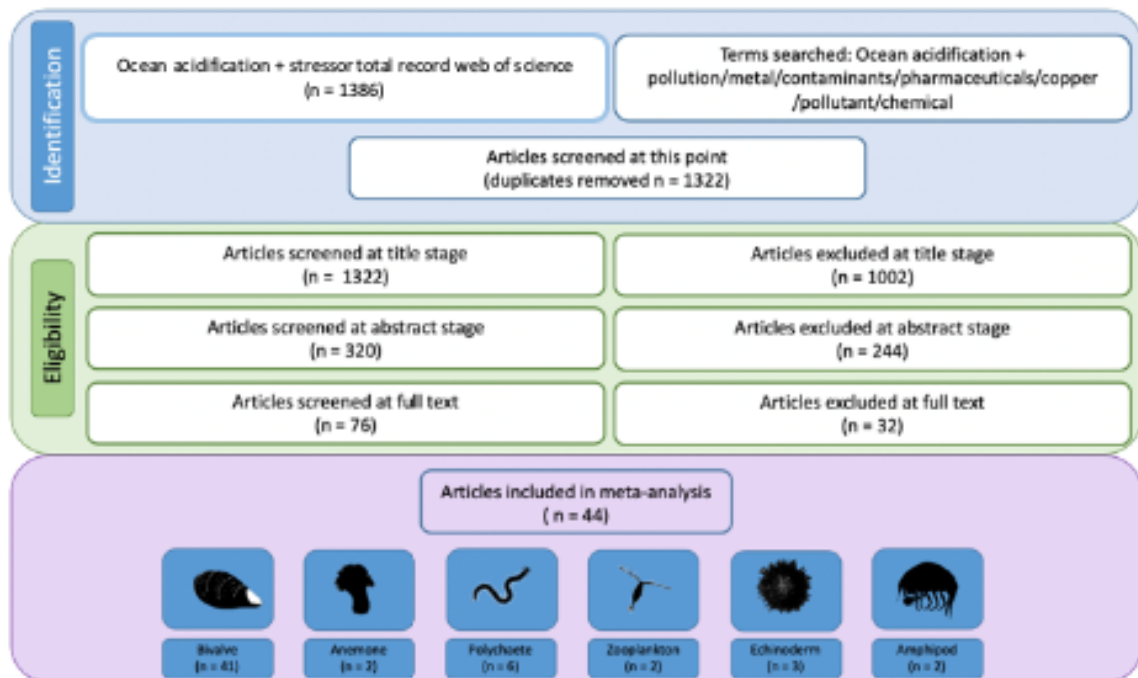 Identification
Ocean acidification + stressor total record web of science
(n = 1386)
Terms searched: Ocean acidification +
pollution/metal/contaminants/pharmaceuticals/copper
/pollutant/chemical
Articles screened at this point
(duplicates removed n = 1322)
Eligibility
Articles screened at title stage
(n = 1322)
Articles excluded at title stage
(n = 1002)
Articles screened at abstract stage
(n = 320)
Articles excluded at abstract stage
(n = 244)
Articles screened at full text
(n = 76)
Articles excluded at full text
(n = 32)
Articles included in meta-analysis
( n = 44)
Bivalve
(n = 41)
Anemone
(n = 2)
Polychaete
(n = 6)
Zooplankton
(n = 2)
Echinoderm
(n = 3)
Amphipod
(n = 2)